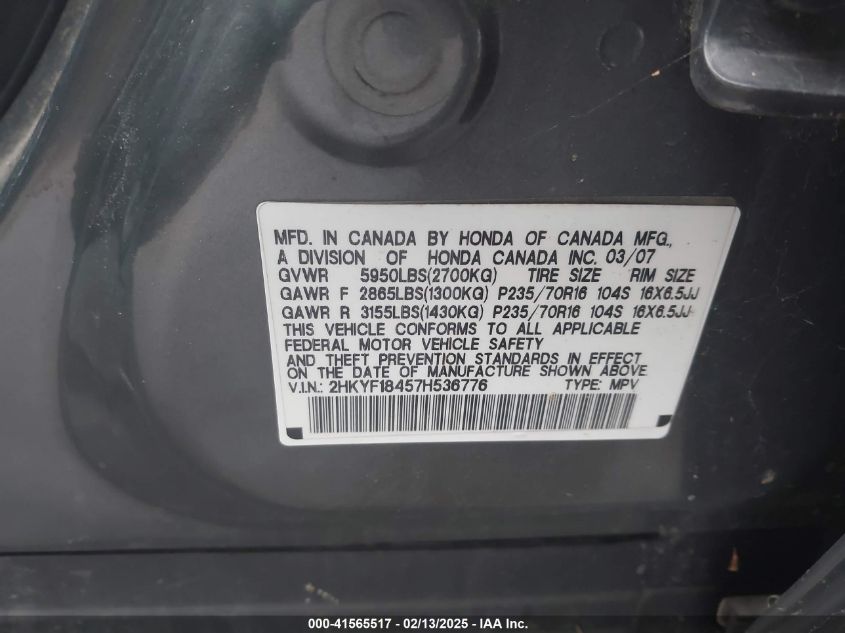 MFD. IN CANADA BY HONDA OF CANADA MFG.,
A DIVISION OF HONDA CANADA INC. 03/07
GVWR 5950LBS(2700KG) TIRE SIZE RIM SIZE
GAWR F 2865LBS(1300KG) P235/70R16 104S 16X6.5JJ
GAWR R 3155LBS(1430KG) P235/70R16 104S 16X6.5JJ
THIS VEHICLE CONFORMS TO ALL APPLICABLE
FEDERAL MOTOR VEHICLE SAFETY
AND THEFT PREVENTION STANDARDS IN EFFECT
ON THE DATE OF MANUFACTURE SHOWN ABOVE
V.I.N.: 2HKYF18457H536776 TYPE: MPV
000-41565517 - 02/13/2025 - IAA Inc.